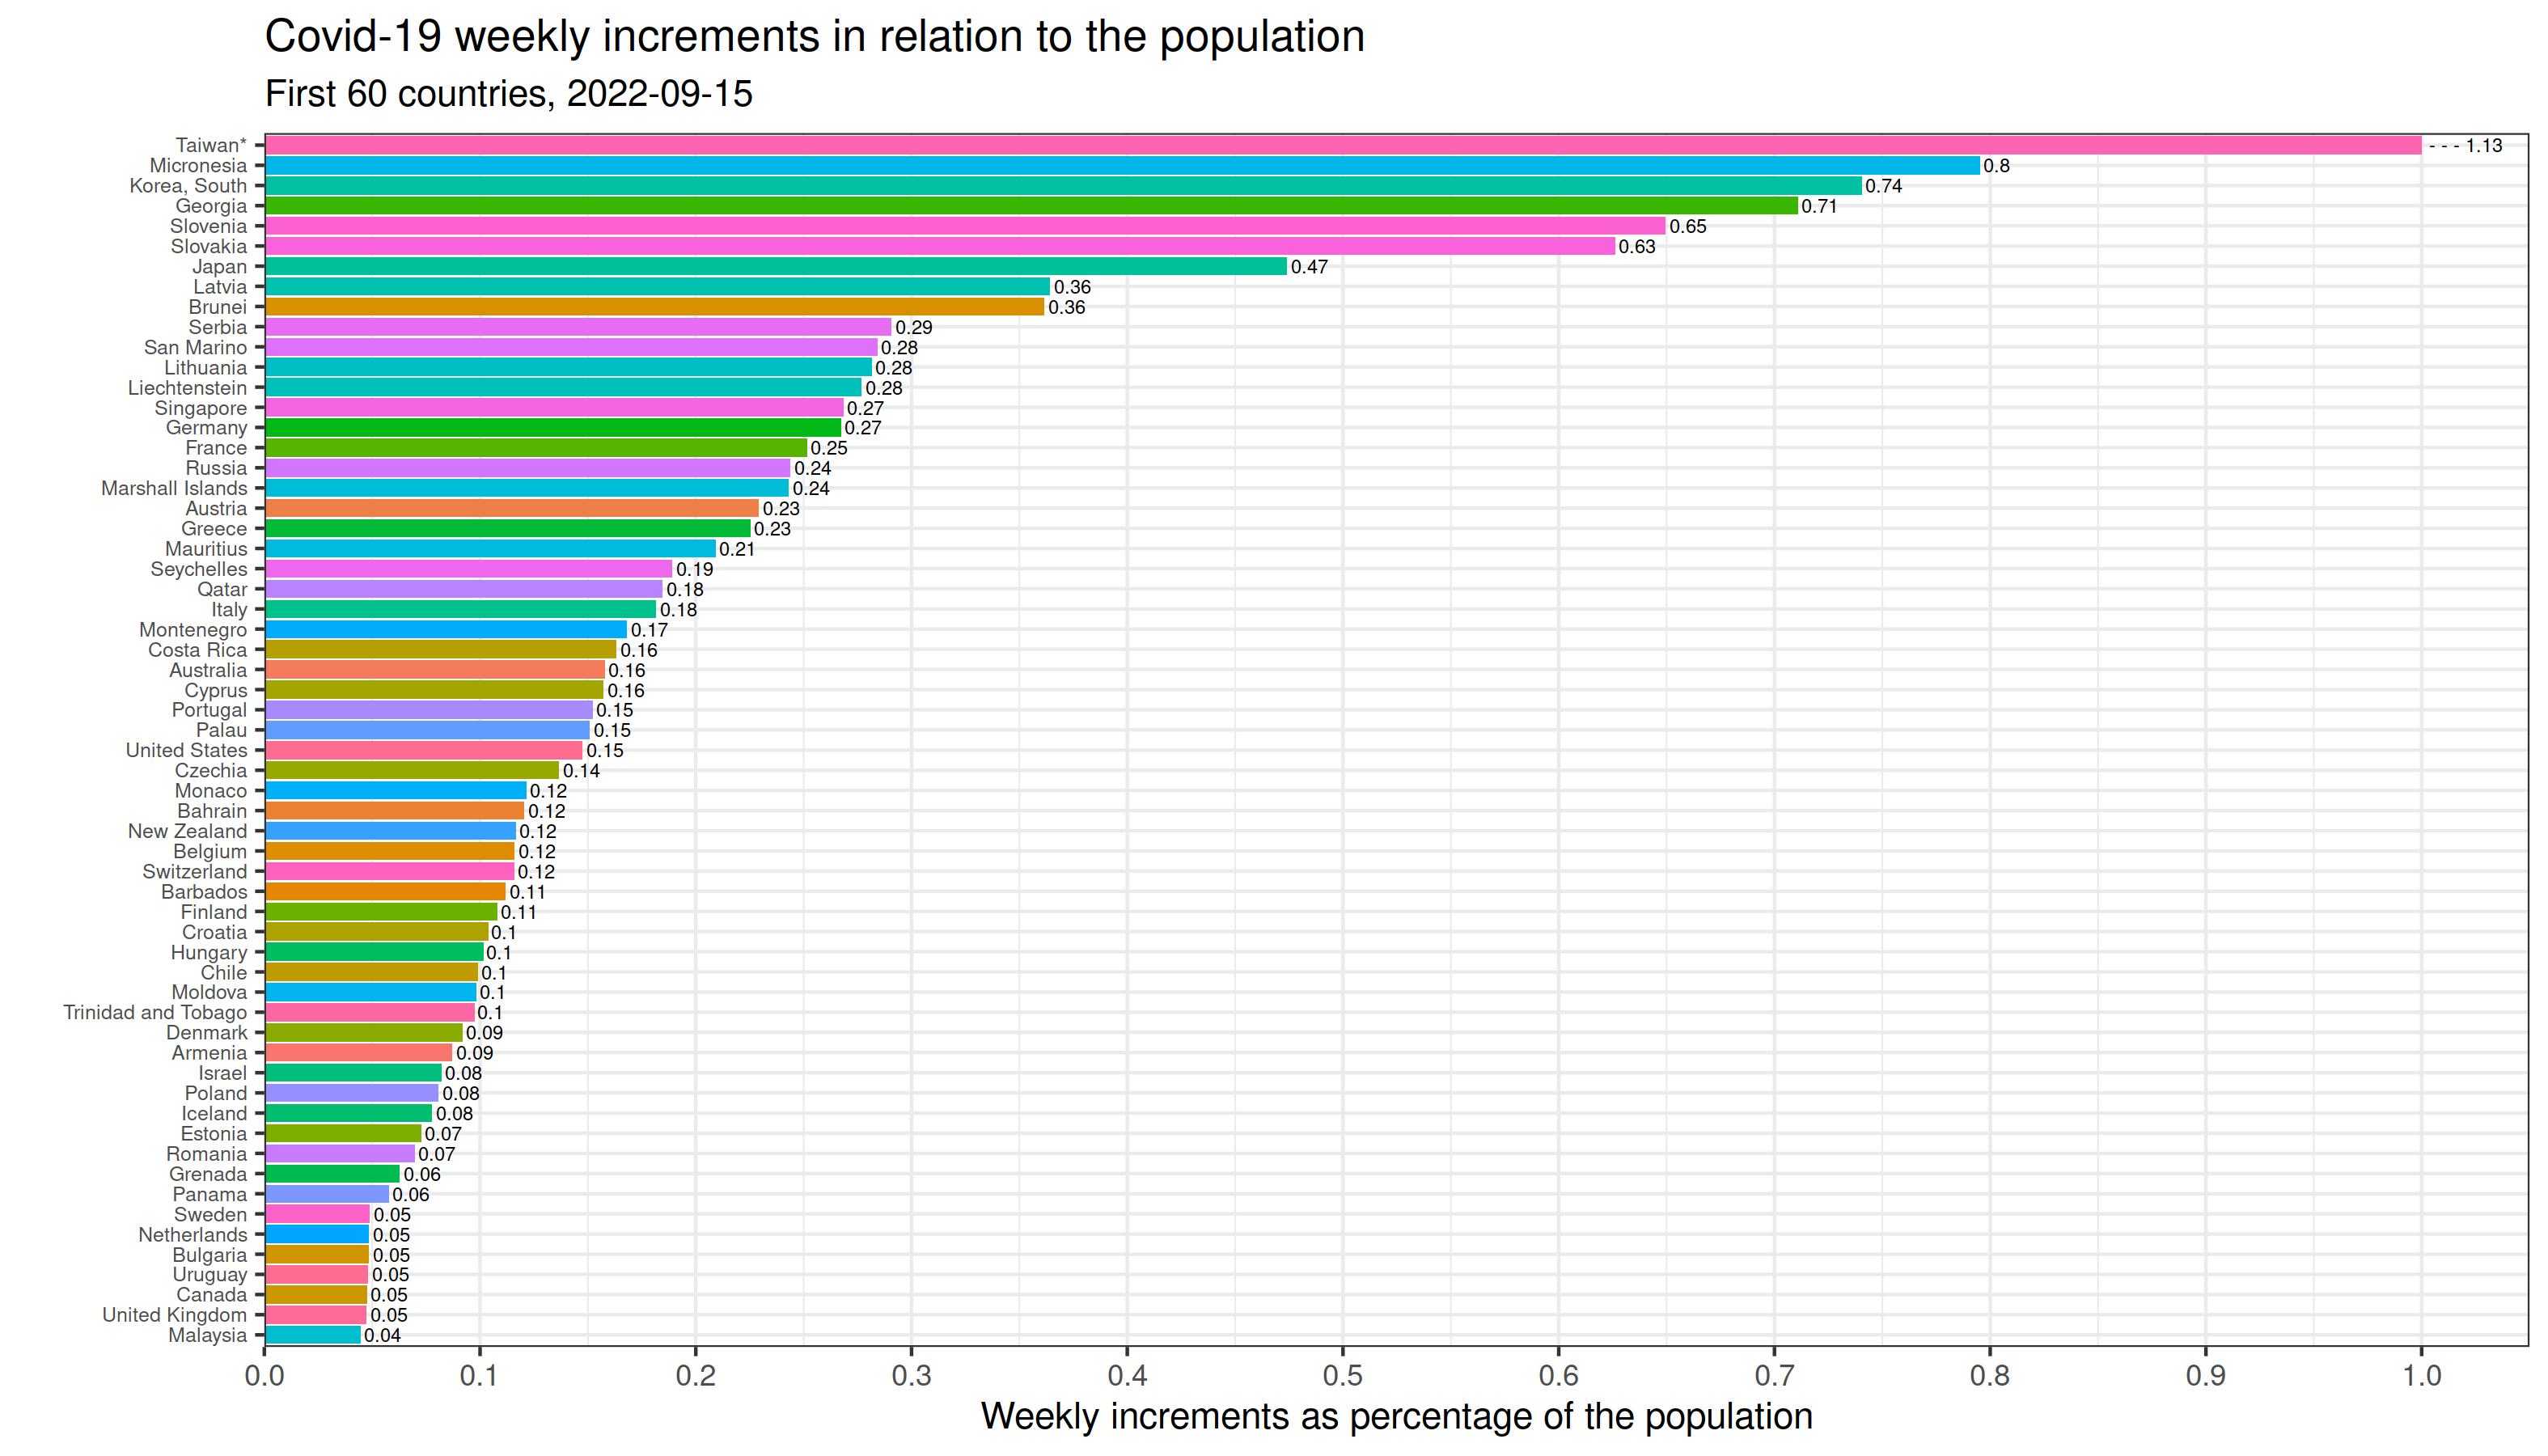 Covid-19 weekly increments in relation to the population
First 60 countries, 2022-09-15
Taiwan* - - - 1.13
Micronesia 0.8
Korea, South 0.74
Georgia 0.71
Slovenia 0.65
Slovakia 0.63
Japan 0.47
Latvia 0.36
Brunei 0.36
Serbia 0.29
San Marino 0.28
Lithuania 0.28
Liechtenstein 0.28
Singapore 0.27
Germany 0.27
France 0.25
Russia 0.24
Marshall Islands 0.24
Austria 0.23
Greece 0.23
Mauritius 0.21
Seychelles 0.19
Qatar 0.18
Italy 0.18
Montenegro 0.17
Costa Rica 0.16
Australia 0.16
Cyprus 0.16
Portugal 0.15
Palau 0.15
United States 0.15
Czechia 0.14
Monaco 0.12
Bahrain 0.12
New Zealand 0.12
Belgium 0.12
Switzerland 0.12
Barbados 0.11
Finland 0.11
Croatia 0.1
Hungary 0.1
Chile 0.1
Moldova 0.1
Trinidad and Tobago 0.1
Denmark 0.09
Armenia 0.09
Israel 0.08
Poland 0.08
Iceland 0.08
Estonia 0.07
Romania 0.07
Grenada 0.06
Panama 0.06
Sweden 0.05
Netherlands 0.05
Bulgaria 0.05
Uruguay 0.05
Canada 0.05
United Kingdom 0.05
Malaysia 0.04
0.0 0.1 0.2 0.3 0.4 0.5 0.6 0.7 0.8 0.9 1.0
Weekly increments as percentage of the population